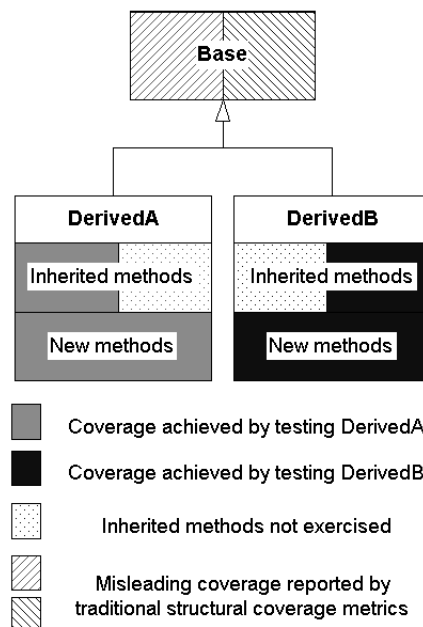 Base
DerivedA
DerivedB
Inherited methods
Inherited methods
New methods
New methods
Coverage achieved by testing DerivedA
Coverage achieved by testing DerivedB
Inherited methods not exercised
Misleading coverage reported by
traditional structural coverage metrics